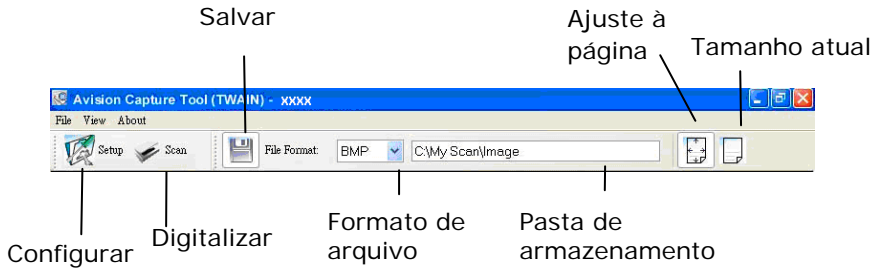 Salvar
Ajuste à
página
Tamanho atual
Avision Capture Tool (TWAIN) - xxxx
File View About
Setup Scan File Format: BMP C:\My Scan\Image
Configurar
Digitalizar
Formato de
arquivo
Pasta de
armazenamento